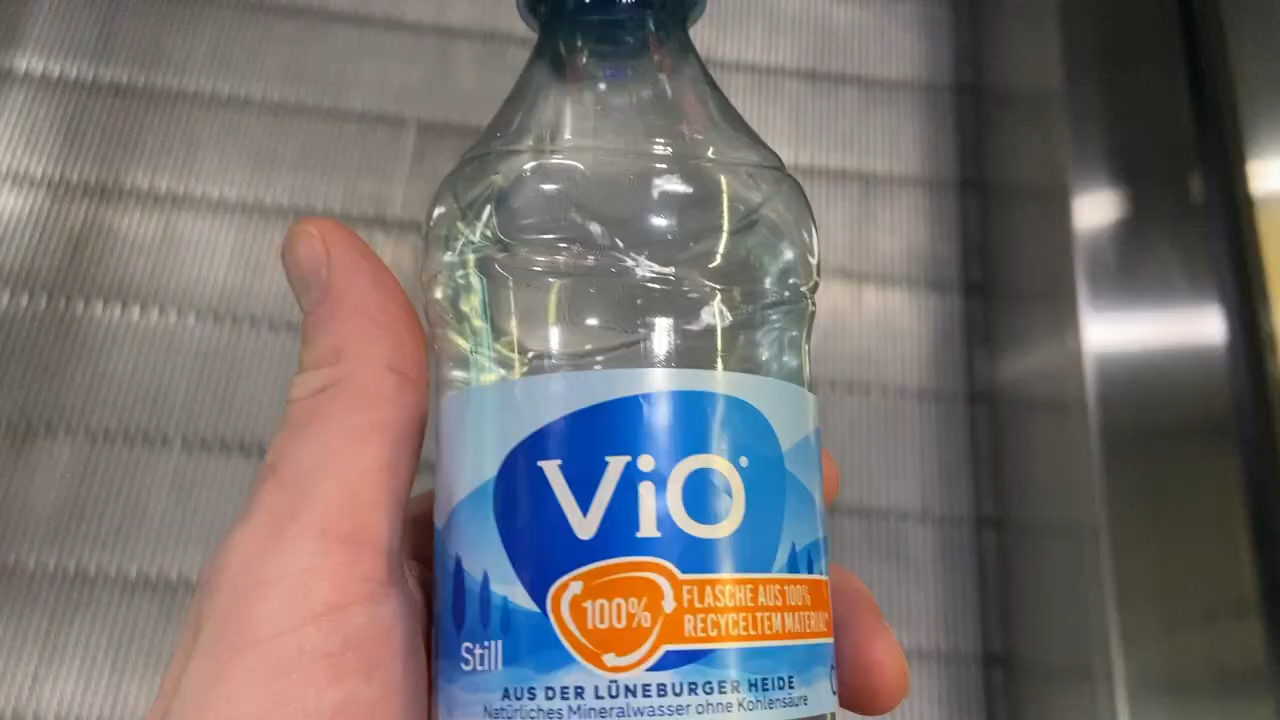 ViO
100%
FLASCHE AUS 100%
RECYCELTEM MATERIAL*
Still
AUS DER LÜNEBURGER HEIDE
Natürliches Mineralwasser ohne Kohlensäure